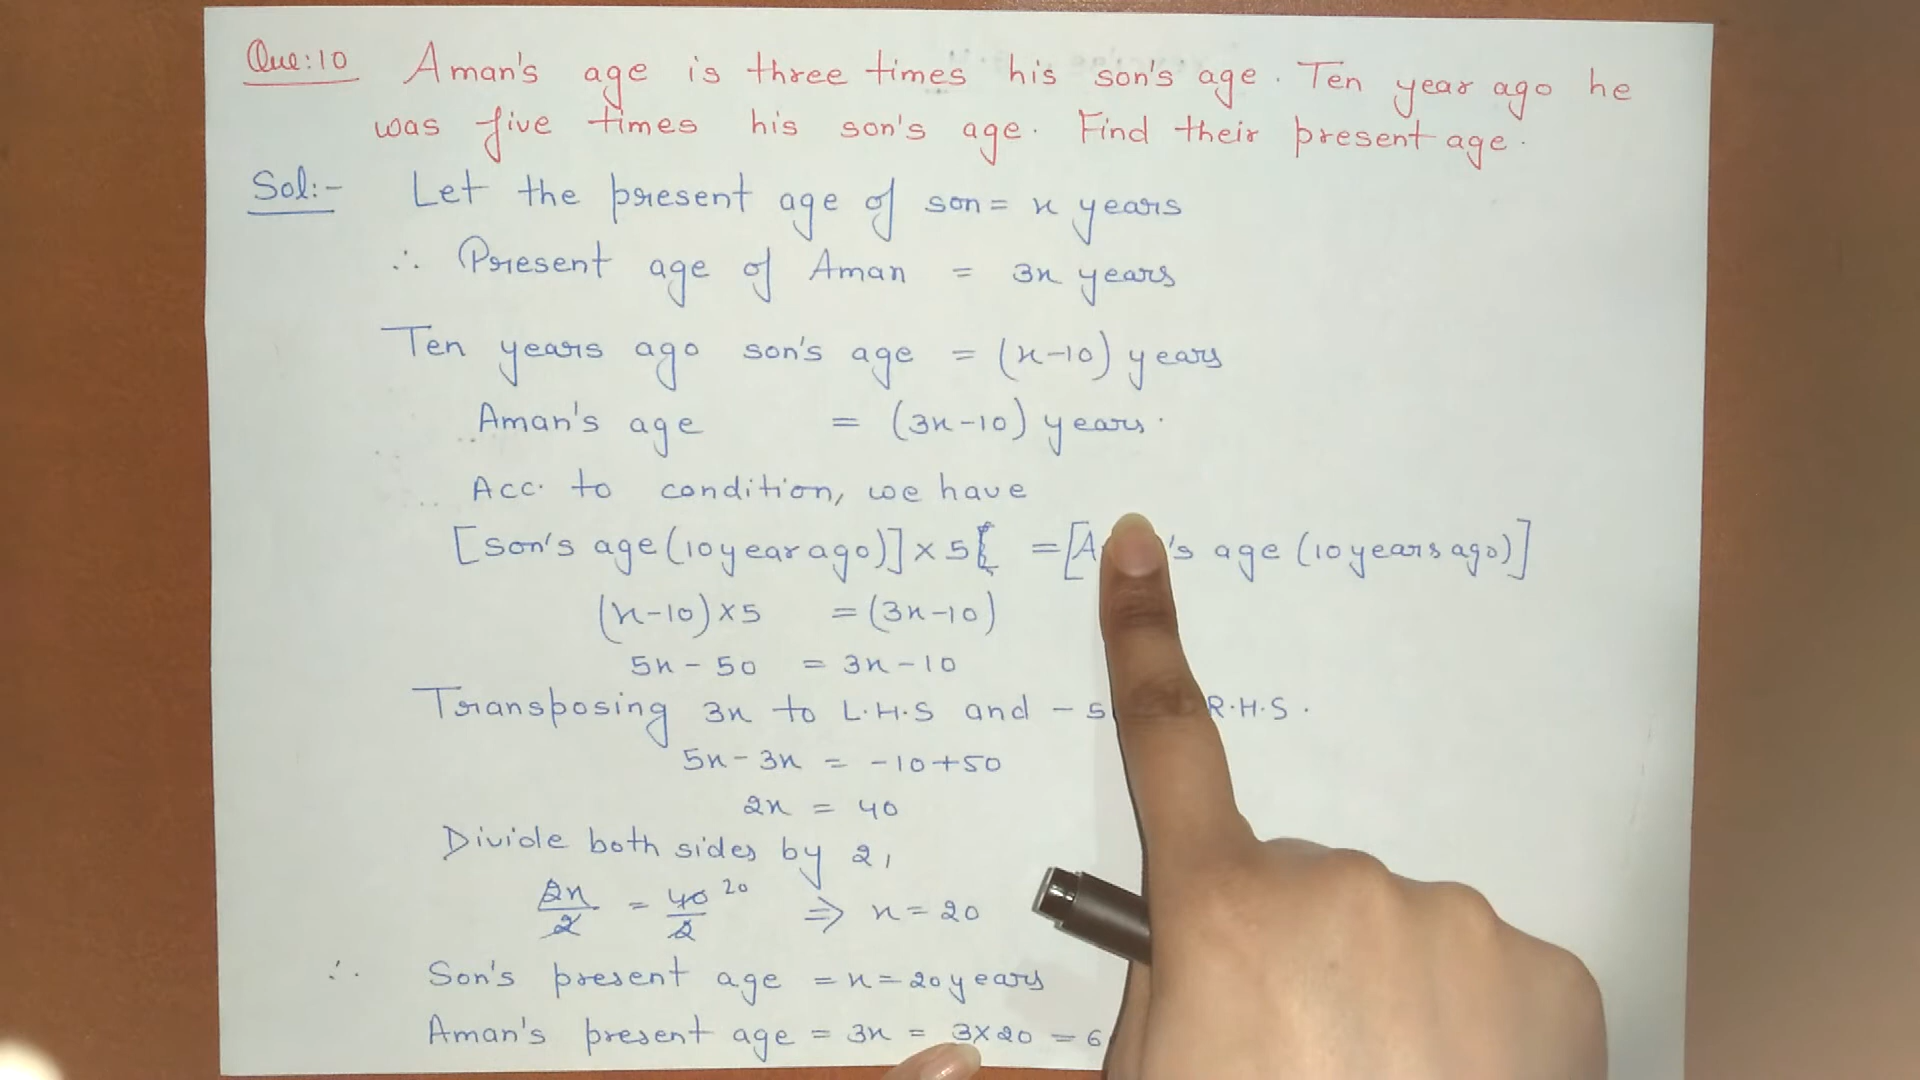 Que:10 Aman's age is three times his son's age. Ten year ago he
was five times his son's age. Find their present age.
Sol:- Let the present age of son = x years
∴ Present age of Aman = 3x years
Ten years ago son's age = (x-10) years
Aman's age = (3x-10) years.
Acc. to condition, we have
[son's age (10 year ago)] × 5 = [A 's age (10 years ago)]
(x-10)×5 = (3x-10)
5x - 50 = 3x - 10
Transposing 3x to L.H.S and - 5 R.H.S.
5x - 3x = -10+50
2x = 40
Divide both sides by 2,
2x/2 = 40/2 20 ⇒ x = 20
∴ Son's present age = x = 20 years
Aman's present age = 3x = 3×20 = 6